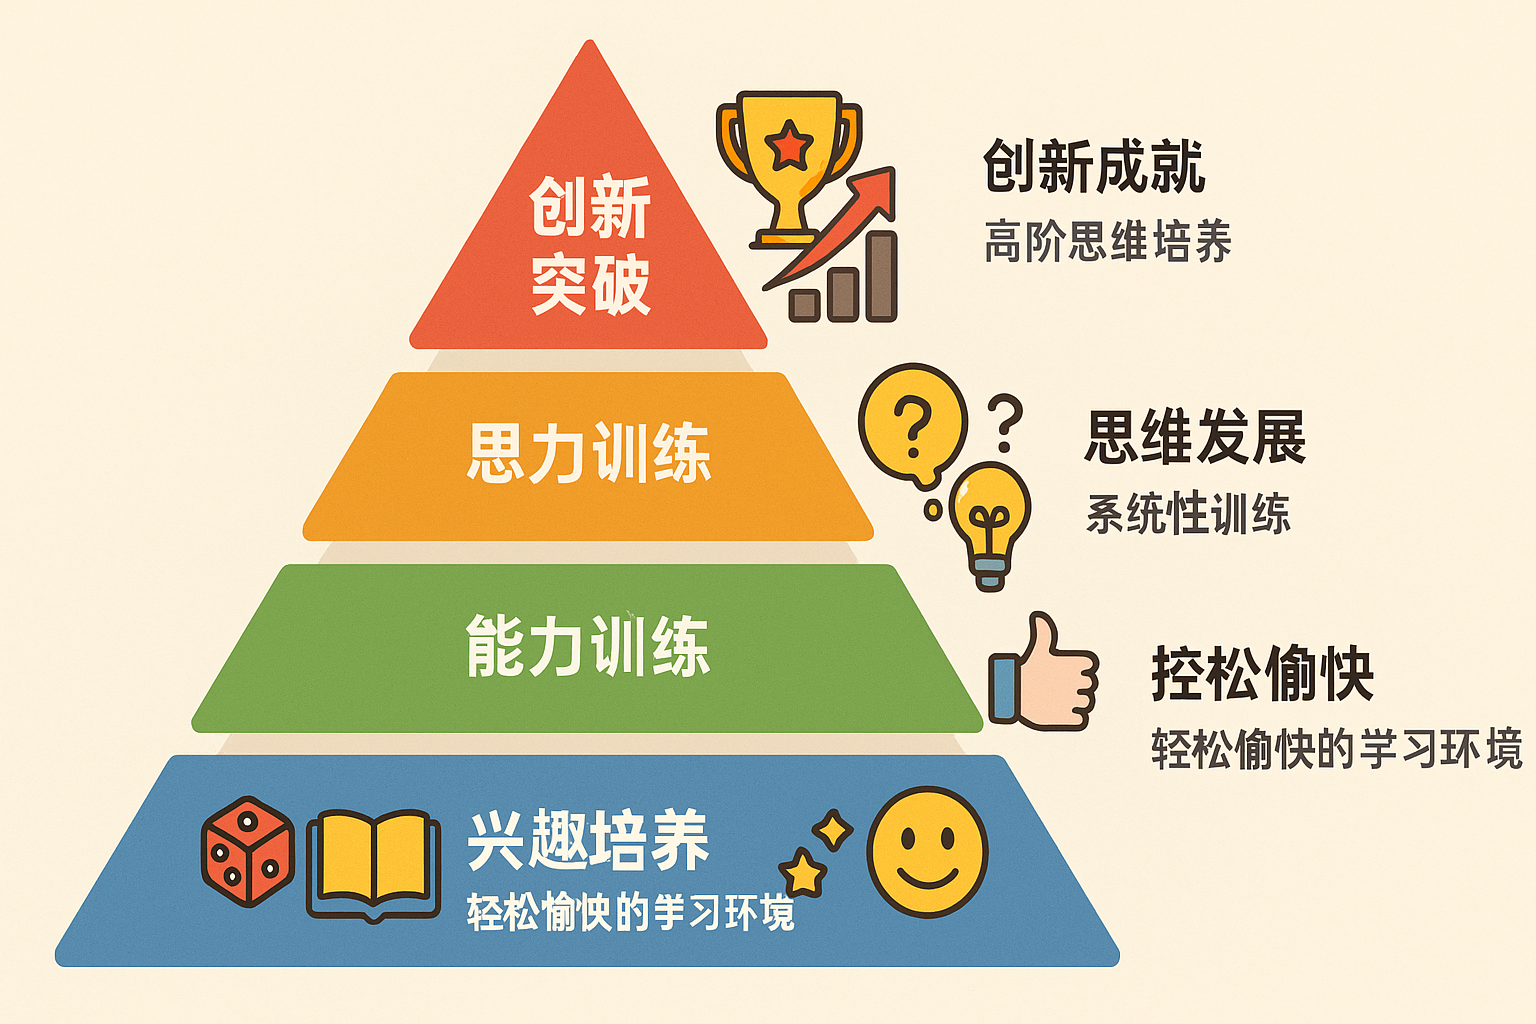 创新
突破
创新成就
高阶思维培养
思力训练
思维发展
系统性训练
能力训练
控松偷快
轻松偷快的学习环境
兴趣培养
轻松愉快的学习环境